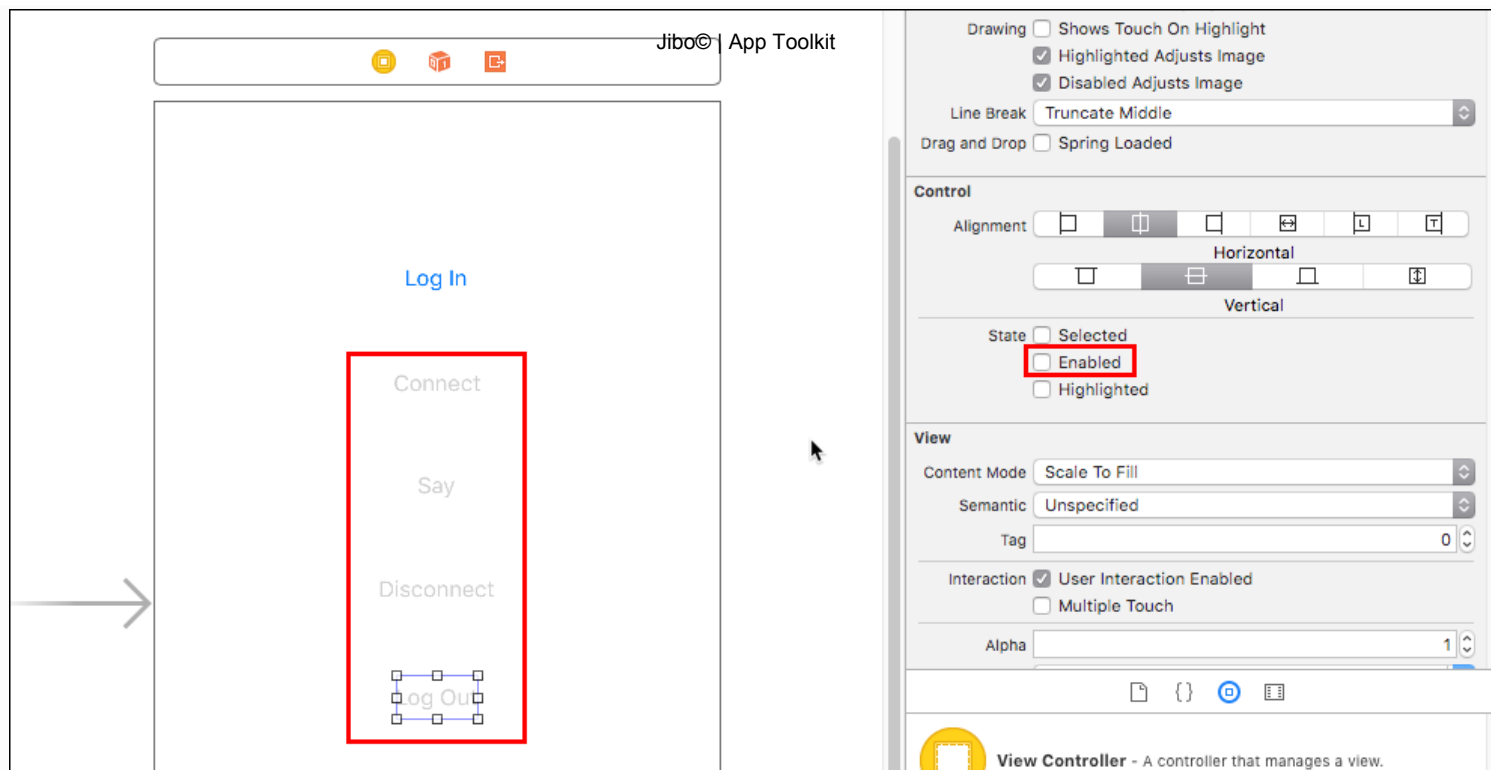 Jibo© | App Toolkit
Log In
Connect
Say
Disconnect
Log Out
Drawing Shows Touch On Highlight
Highlighted Adjusts Image
Disabled Adjusts Image
Line Break Truncate Middle
Drag and Drop Spring Loaded
Control
Alignment
L T
Horizontal
Vertical
State Selected
Enabled
Highlighted
View
Content Mode Scale To Fill
Semantic Unspecified
Tag 0
Interaction User Interaction Enabled
Multiple Touch
Alpha 1
{}
View Controller - A controller that manages a view.